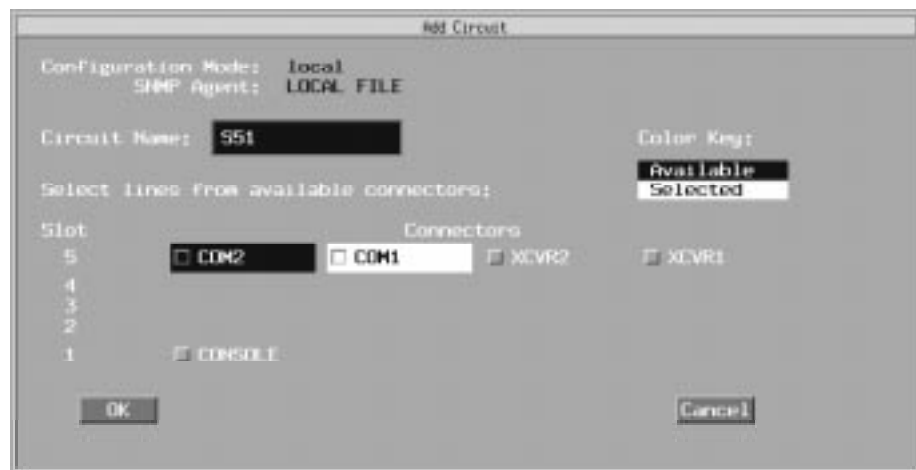 Add Circuit
Configuration Mode: local
SNMP Agent: LOCAL FILE
Circuit Name: S51
Color Key:
Available
Selected
Select lines from available connectors:
Slot Connectors
5 COM2 COM1 XCVR2 XCVR1
4
3
2
1 CONSOLE
OK Cancel